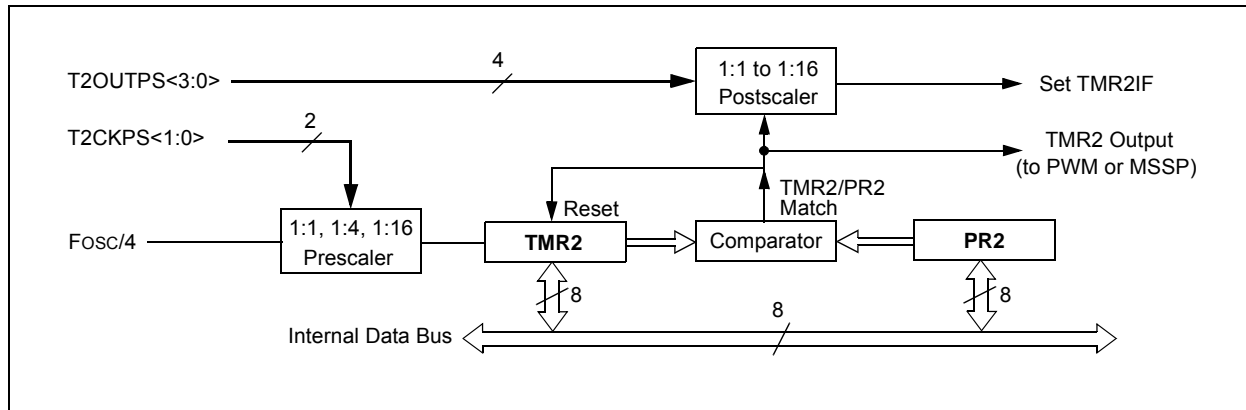 T2OUTPS<3:0>
4
1:1 to 1:16
Postscaler
Set TMR2IF
T2CKPS<1:0>
2
TMR2 Output
(to PWM or MSSP)
TMR2/PR2
Match
Reset
FOSC/4
1:1, 1:4, 1:16
Prescaler
TMR2
Comparator
PR2
8
8
8
Internal Data Bus